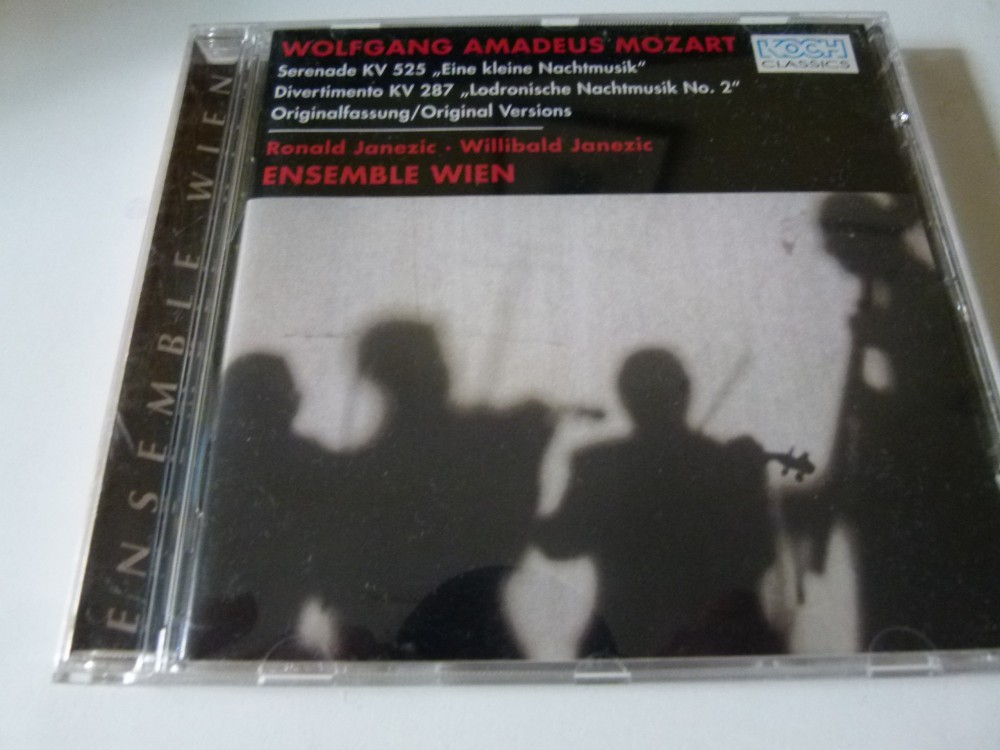 WOLFGANG AMADEUS MOZART
Serenade KV 525 „Eine kleine Nachtmusik“
Divertimento KV 287 „Lodronische Nachtmusik No. 2“
Originalfassung/Original Versions
Ronald Janezic · Willibald Janezic
ENSEMBLE WIEN
KOCH
CLASSICS
ENSEMBLE WIEN